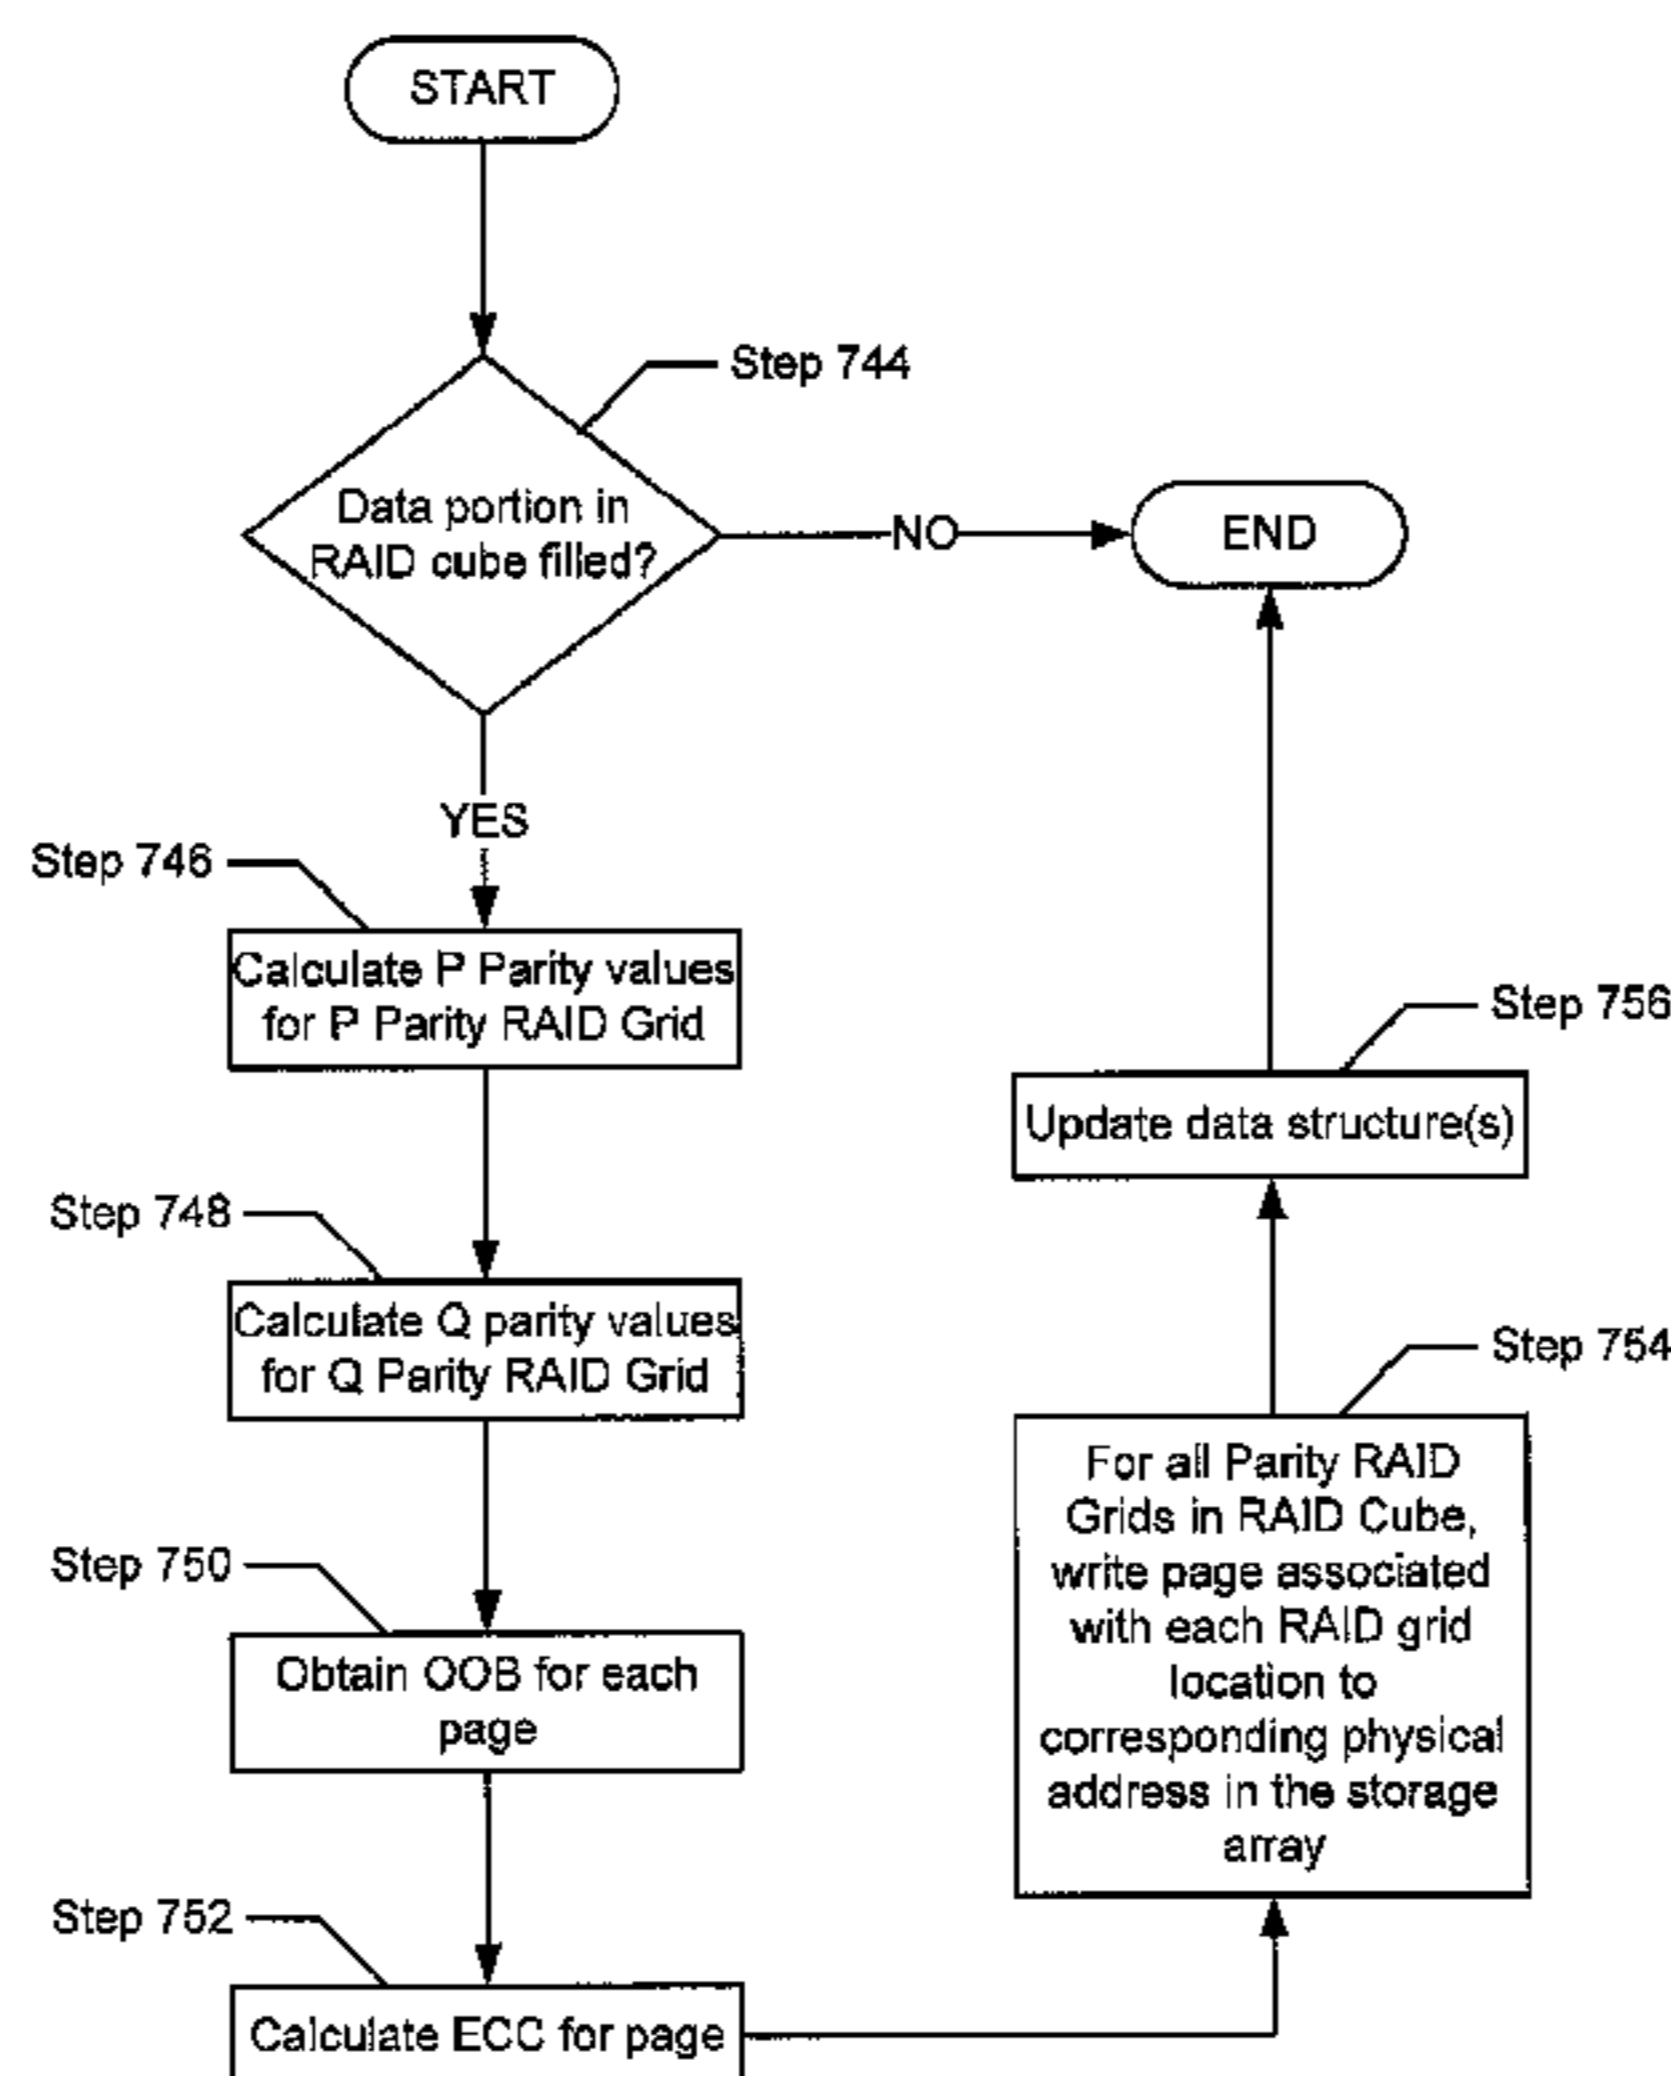 START
Step 744
Data portion in
RAID cube filled?
NO
END
YES
Step 746
Calculate P Parity values
for P Parity RAID Grid
Step 748
Calculate Q parity values
for Q Parity RAID Grid
Step 750
Obtain OOB for each
page
Step 752
Calculate ECC for page
Step 754
For all Parity RAID
Grids in RAID Cube,
write page associated
with each RAID grid
location to
corresponding physical
address in the storage
array
Step 756
Update data structure(s)